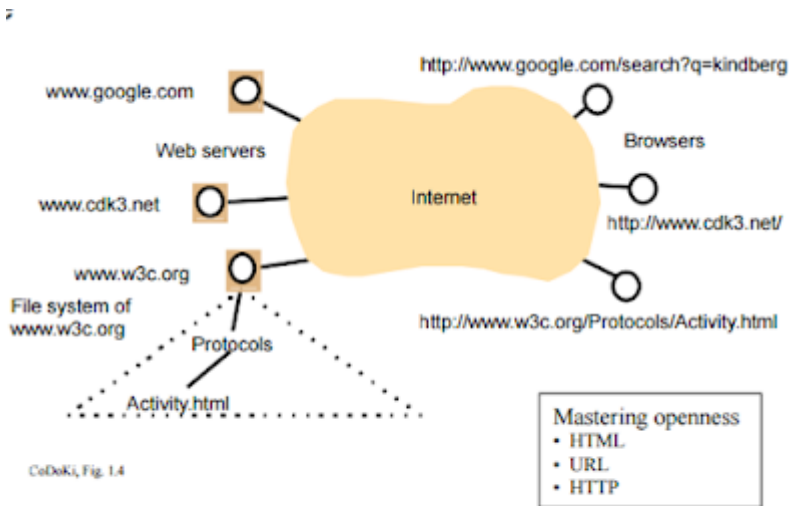 www.google.com
http://www.google.com/search?q=kindberg
Web servers
Browsers
www.cdk3.net
Internet
http://www.cdk3.net/
www.w3c.org
File system of
www.w3c.org
http://www.w3c.org/Protocols/Activity.html
Protocols
Activity.html
Mastering openness
• HTML
• URL
• HTTP
CoDoKi, Fig. 1.4